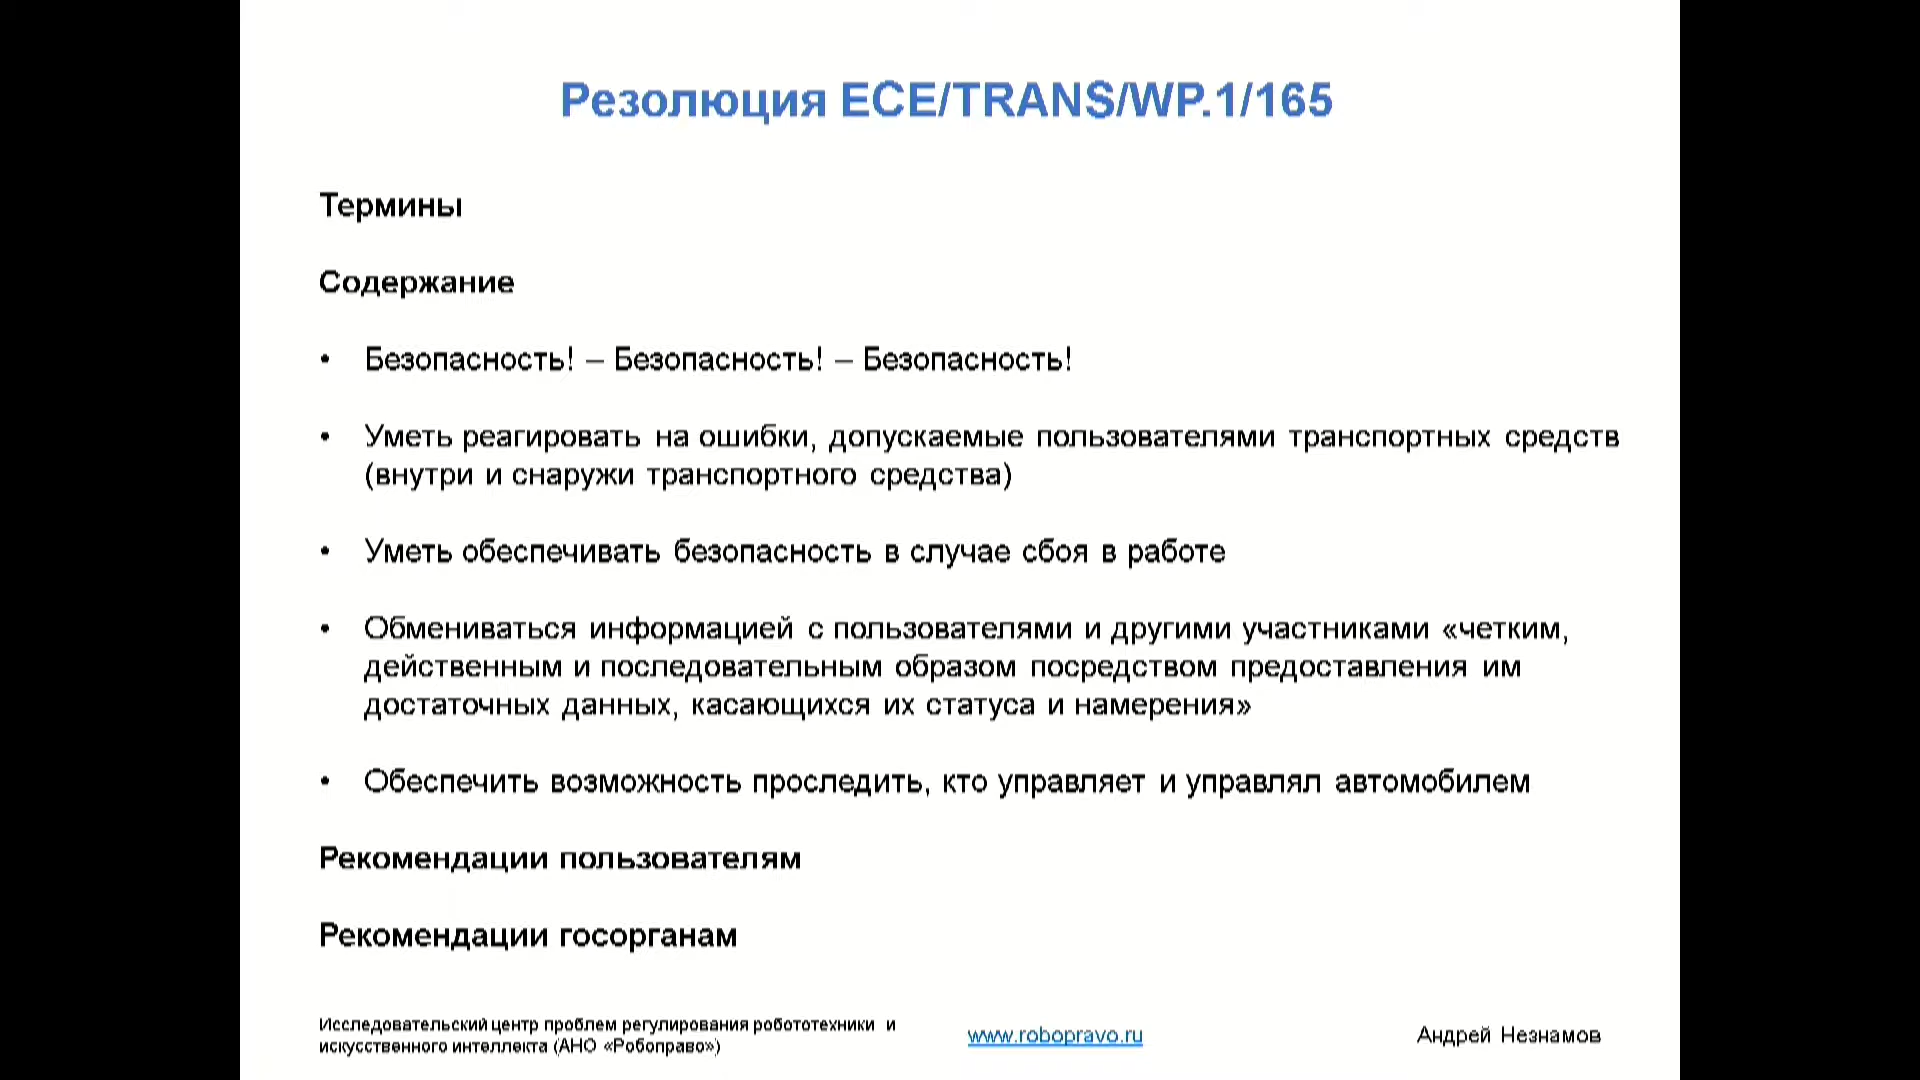 Резолюция ECE/TRANS/WP.1/165
Термины
Содержание
• Безопасность! – Безопасность! – Безопасность!
• Уметь реагировать на ошибки, допускаемые пользователями транспортных средств
(внутри и снаружи транспортного средства)
• Уметь обеспечивать безопасность в случае сбоя в работе
• Обмениваться информацией с пользователями и другими участниками «четким,
действенным и последовательным образом посредством предоставления им
достаточных данных, касающихся их статуса и намерения»
• Обеспечить возможность проследить, кто управляет и управлял автомобилем
Рекомендации пользователям
Рекомендации госорганам
Исследовательский центр проблем регулирования робототехники и
искусственного интеллекта (АНО «Робоправо»)
www.robopravo.ru
Андрей Незнамов